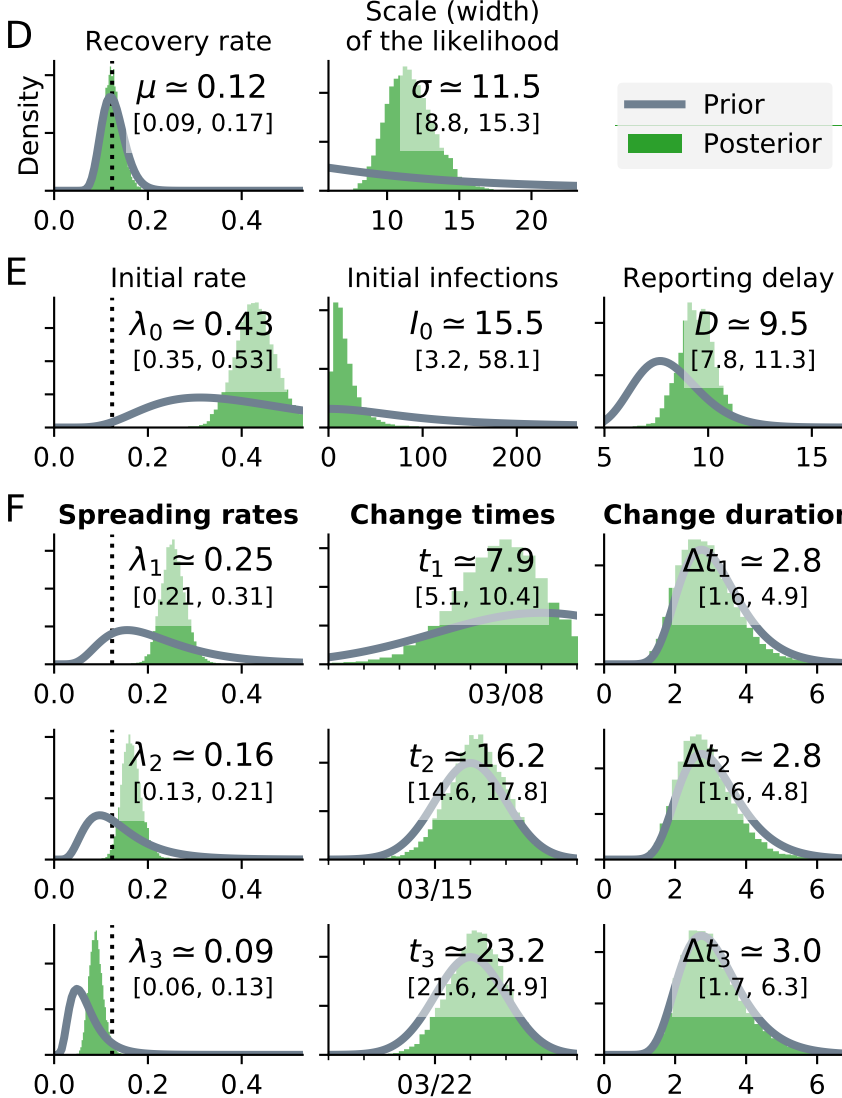 D
Recovery rate
Scale (width)
of the likelihood
Density
μ ≃ 0.12
[0.09, 0.17]
σ ≃ 11.5
[8.8, 15.3]
Prior
Posterior
0.0 0.2 0.4
10 15 20
E
Initial rate
Initial infections
Reporting delay
λ₀ ≃ 0.43
[0.35, 0.53]
I₀ ≃ 15.5
[3.2, 58.1]
D ≃ 9.5
[7.8, 11.3]
0.0 0.2 0.4
0 100 200
5 10 15
F
Spreading rates
Change times
Change duration
λ₁ ≃ 0.25
[0.21, 0.31]
t₁ ≃ 7.9
[5.1, 10.4]
Δt₁ ≃ 2.8
[1.6, 4.9]
0.0 0.2 0.4
03/08
2 4 6
λ₂ ≃ 0.16
[0.13, 0.21]
t₂ ≃ 16.2
[14.6, 17.8]
Δt₂ ≃ 2.8
[1.6, 4.8]
0.0 0.2 0.4
03/15
2 4 6
λ₃ ≃ 0.09
[0.06, 0.13]
t₃ ≃ 23.2
[21.6, 24.9]
Δt₃ ≃ 3.0
[1.7, 6.3]
0.0 0.2 0.4
03/22
2 4 6